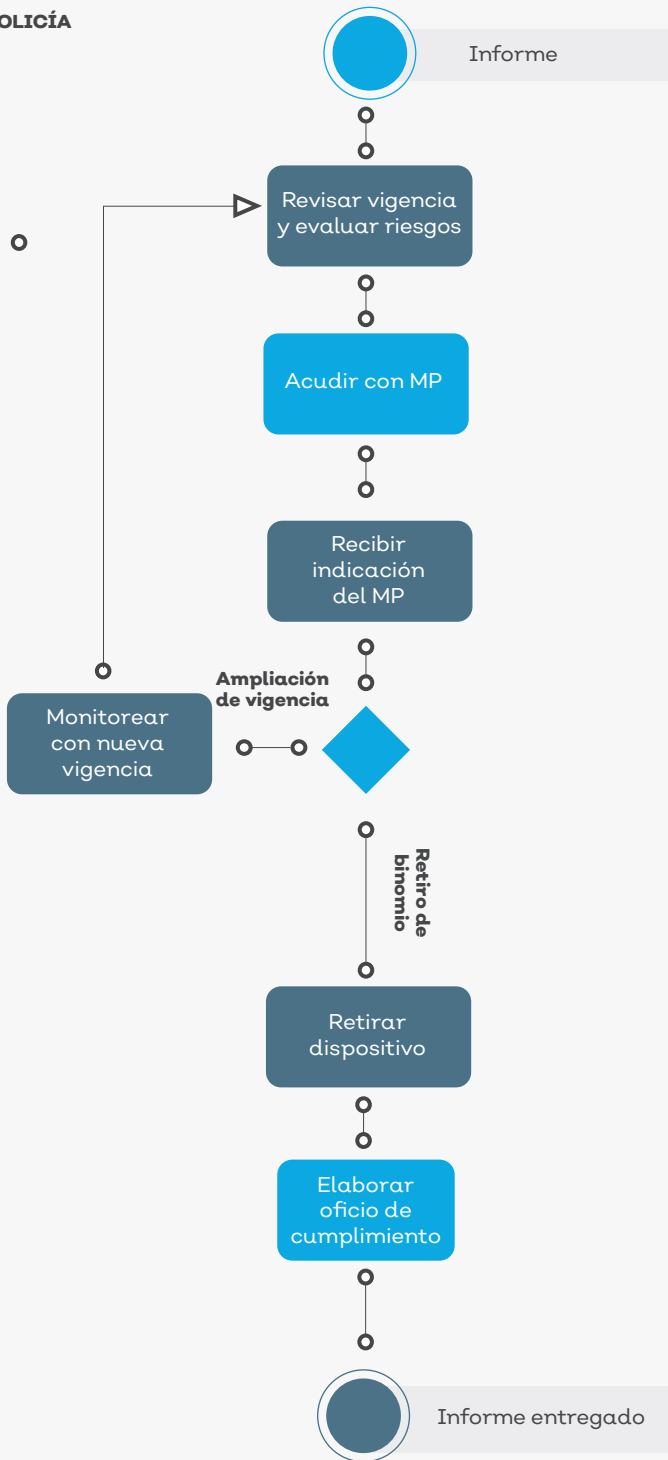 OLICÍA
Informe
Revisar vigencia
y evaluar riesgos
Acudir con MP
Recibir
indicación
del MP
Ampliación
de vigencia
Monitorear
con nueva
vigencia
Retiro de
binomio
Retirar
dispositivo
Elaborar
oficio de
cumplimiento
Informe entregado